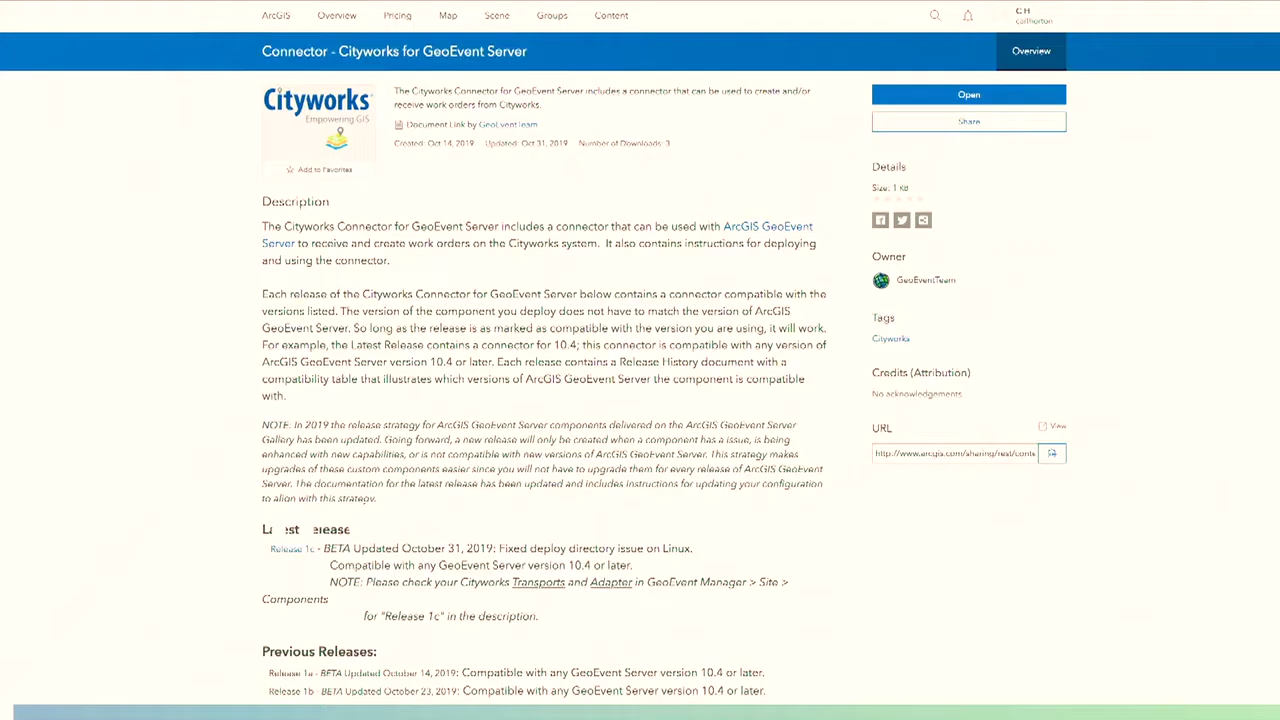 ArcGIS Overview Pricing Map Scene Groups Content
C H
carlhorton
Connector - Cityworks for GeoEvent Server
Overview
Cityworks
Empowering GIS
Add to Favorites
The Cityworks Connector for GeoEvent Server includes a connector that can be used to create and/or
receive work orders from Cityworks.
Document Link by GeoEventTeam
Created: Oct 14, 2019 Updated: Oct 31, 2019 Number of Downloads: 3
Open
Share
Description
The Cityworks Connector for GeoEvent Server includes a connector that can be used with ArcGIS GeoEvent
Server to receive and create work orders on the Cityworks system. It also contains instructions for deploying
and using the connector.
Each release of the Cityworks Connector for GeoEvent Server below contains a connector compatible with the
versions listed. The version of the component you deploy does not have to match the version of ArcGIS
GeoEvent Server. So long as the release is as marked as compatible with the version you are using, it will work.
For example, the Latest Release contains a connector for 10.4; this connector is compatible with any version of
ArcGIS GeoEvent Server version 10.4 or later. Each release contains a Release History document with a
compatibility table that illustrates which versions of ArcGIS GeoEvent Server the component is compatible
with.
NOTE: In 2019 the release strategy for ArcGIS GeoEvent Server components delivered on the ArcGIS GeoEvent Server
Gallery has been updated. Going forward, a new release will only be created when a component has a issue, is being
enhanced with new capabilities, or is not compatible with new versions of ArcGIS GeoEvent Server. This strategy makes
upgrades of these custom components easier since you will not have to upgrade them for every release of ArcGIS GeoEvent
Server. The documentation for the latest release has been updated and includes instructions for updating your configuration
to align with this strategy.
Latest Release
Release 1c - BETA Updated October 31, 2019: Fixed deploy directory issue on Linux.
Compatible with any GeoEvent Server version 10.4 or later.
NOTE: Please check your Cityworks Transports and Adapter in GeoEvent Manager > Site >
Components
for "Release 1c" in the description.
Previous Releases:
Release 1a - BETA Updated October 14, 2019: Compatible with any GeoEvent Server version 10.4 or later.
Release 1b - BETA Updated October 23, 2019: Compatible with any GeoEvent Server version 10.4 or later.
Details
Size: 1 KB
Owner
GeoEventTeam
Tags
Cityworks
Credits (Attribution)
No acknowledgements
URL
View
http://www.arcgis.com/sharing/rest/conte